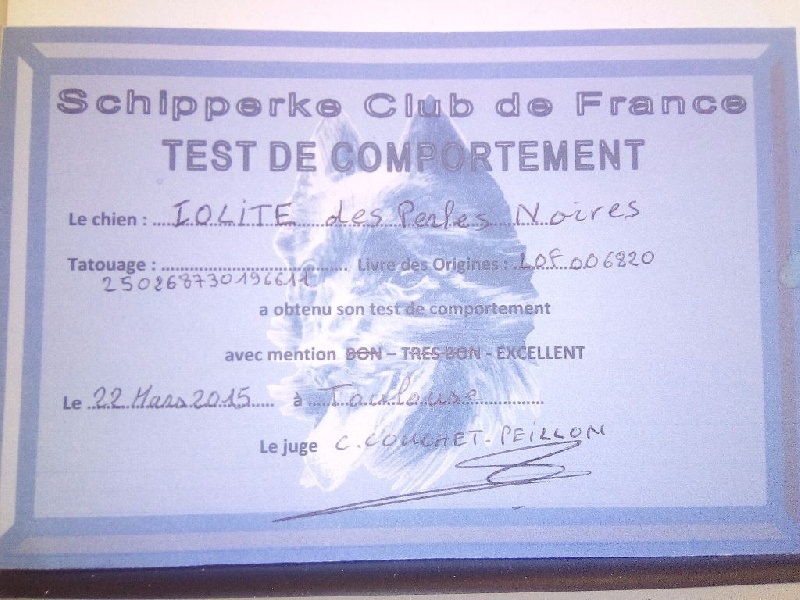 Schipperke Club de France
TEST DE COMPORTEMENT
Le chien : IOLITE des Perles Noires
Tatouage : Livre des Origines : LOF 006820
250268730196611
a obtenu son test de comportement
avec mention BON – TRES BON - EXCELLENT
Le 22 Mars 2015 à Toulouse
Le juge C. COUCHET-PEILLON